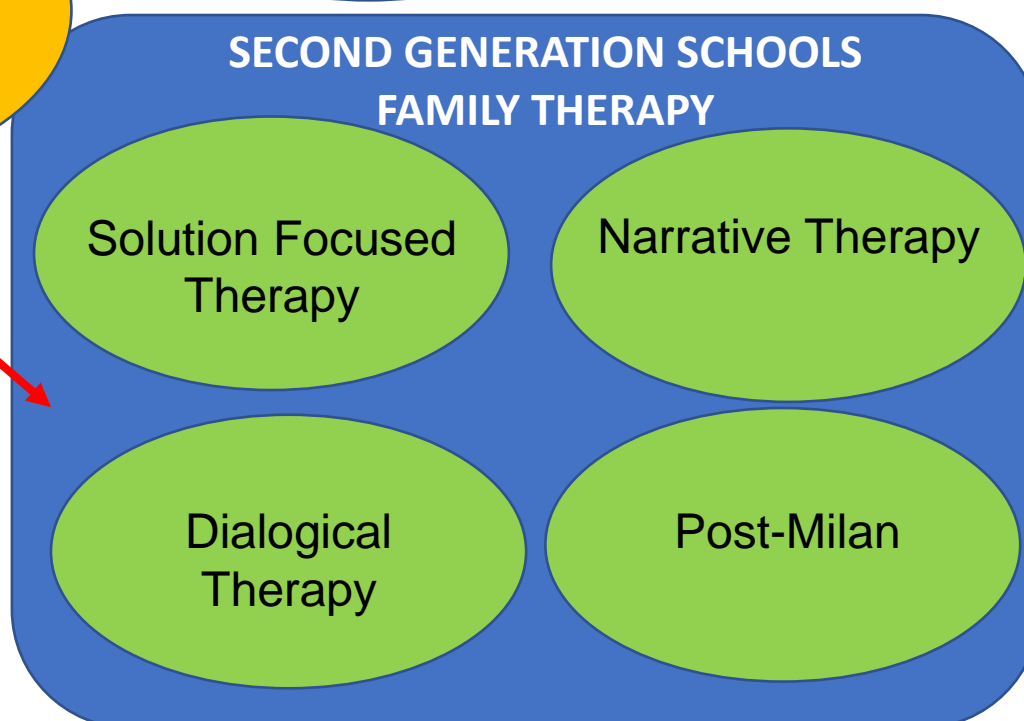 SECOND GENERATION SCHOOLS
FAMILY THERAPY
Solution Focused
Therapy
Narrative Therapy
Dialogical
Therapy
Post-Milan